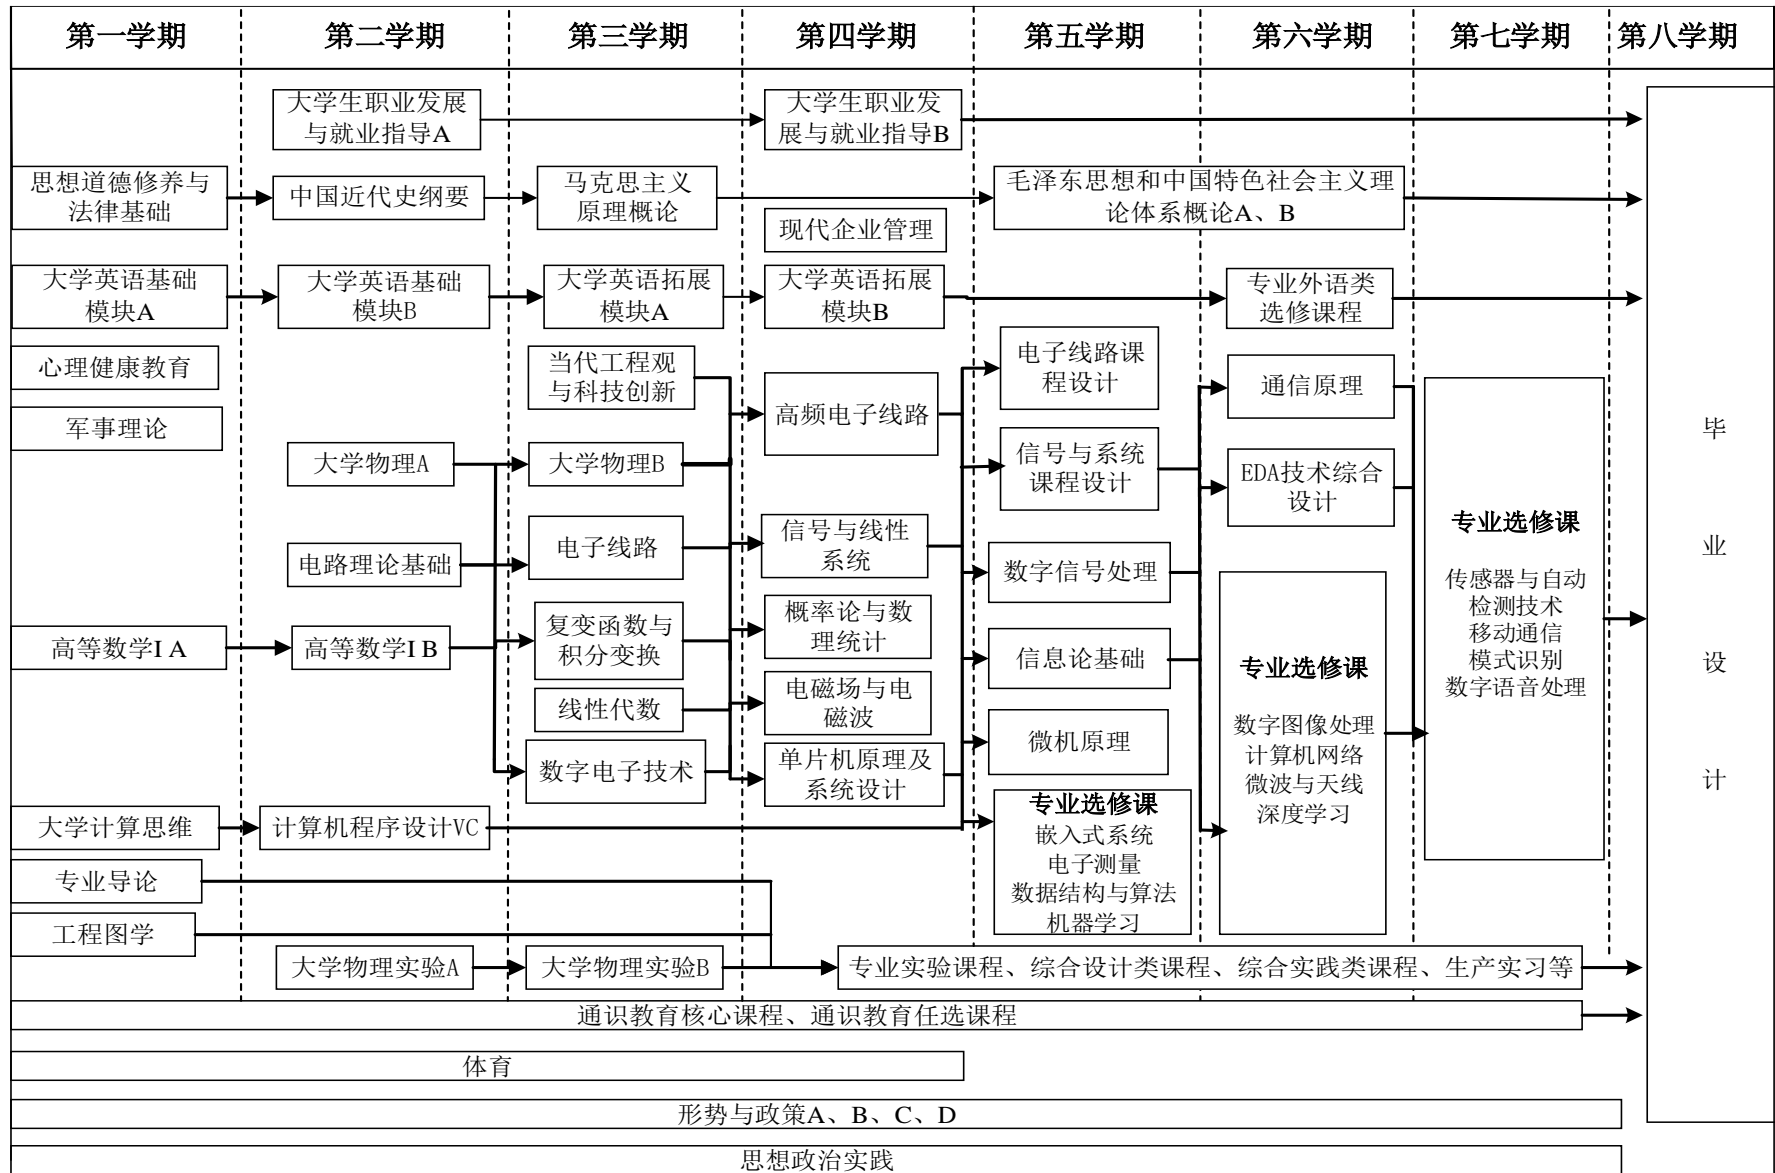 第一学期
第二学期
第三学期
第四学期
第五学期
第六学期
第七学期
第八学期
大学生职业发展
与就业指导A
大学生职业发
展与就业指导B
思想道德修养与
法律基础
中国近代史纲要
马克思主义
原理概论
毛泽东思想和中国特色社会主义理
论体系概论A、B
现代企业管理
大学英语基础
模块A
大学英语基础
模块B
大学英语拓展
模块A
大学英语拓展
模块B
专业外语类
选修课程
心理健康教育
军事理论
当代工程观
与科技创新
高频电子线路
电子线路课
程设计
通信原理
大学物理A
大学物理B
信号与系统
课程设计
EDA技术综合
设计
电路理论基础
电子线路
信号与线性
系统
数字信号处理
高等数学I A
高等数学I B
复变函数与
积分变换
概率论与数
理统计
信息论基础
线性代数
电磁场与电
磁波
微机原理
数字电子技术
单片机原理及
系统设计
专业选修课
嵌入式系统
电子测量
数据结构与算法
机器学习
专业选修课
数字图像处理
计算机网络
微波与天线
深度学习
专业选修课
传感器与自动
检测技术
移动通信
模式识别
数字语音处理
毕
业
设
计
大学计算思维
计算机程序设计VC
专业导论
工程图学
大学物理实验A
大学物理实验B
专业实验课程、综合设计类课程、综合实践类课程、生产实习等
通识教育核心课程、通识教育任选课程
体育
形势与政策A、B、C、D
思想政治实践